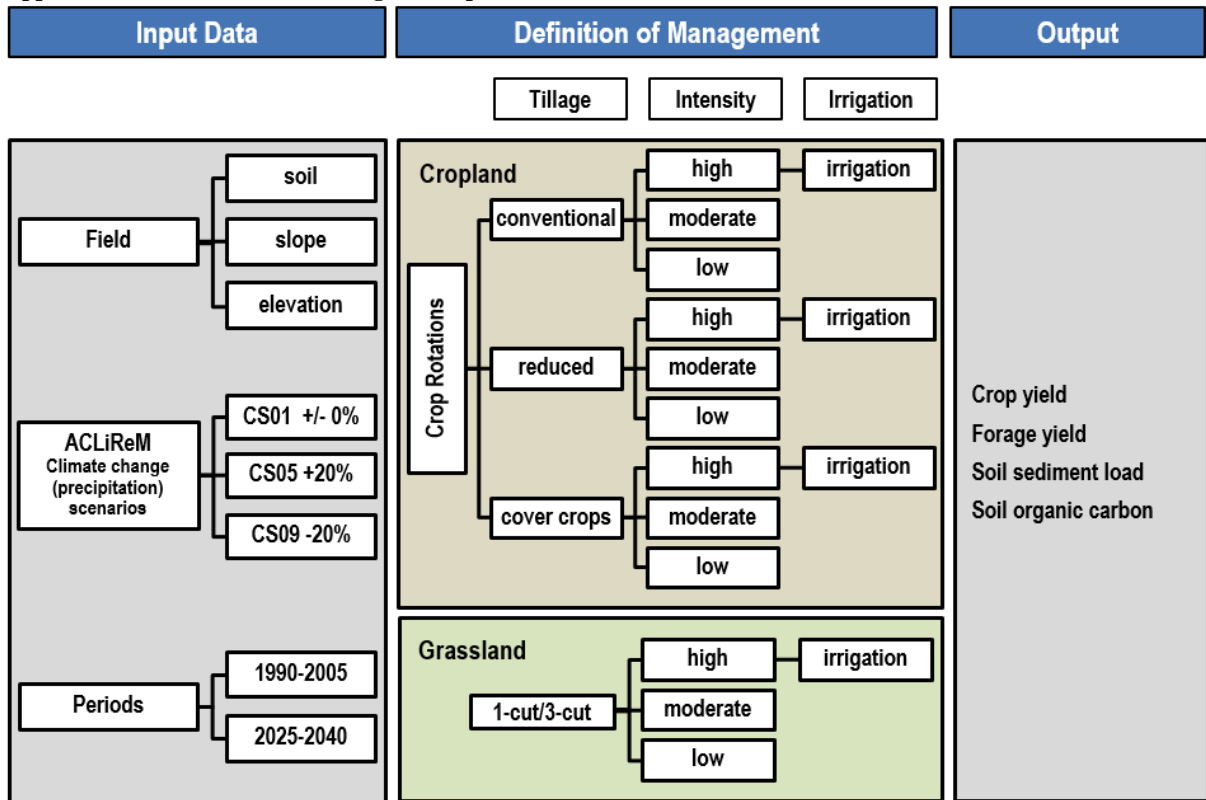 Input Data
Definition of Management
Output
Tillage
Intensity
Irrigation
Field
soil
slope
elevation
ACLiReM
Climate change
(precipitation)
scenarios
CS01 +/- 0%
CS05 +20%
CS09 -20%
Periods
1990-2005
2025-2040
Cropland
Crop Rotations
conventional
high
irrigation
moderate
low
reduced
high
irrigation
moderate
low
cover crops
high
irrigation
moderate
low
Grassland
1-cut/3-cut
high
irrigation
moderate
low
Crop yield
Forage yield
Soil sediment load
Soil organic carbon